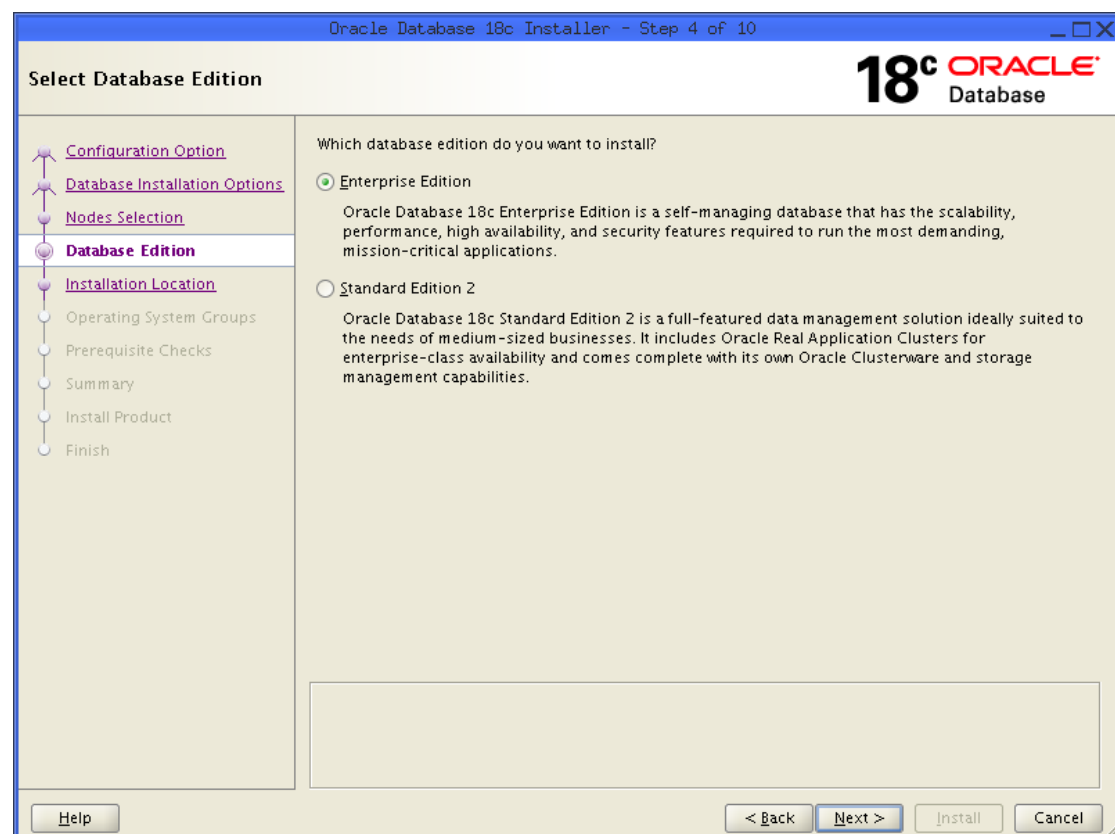 Oracle Database 18c Installer - Step 4 of 10
Select Database Edition
18c ORACLE
Database
Configuration Option
Database Installation Options
Nodes Selection
Database Edition
Installation Location
Operating System Groups
Prerequisite Checks
Summary
Install Product
Finish
Which database edition do you want to install?
Enterprise Edition
Oracle Database 18c Enterprise Edition is a self-managing database that has the scalability,
performance, high availability, and security features required to run the most demanding,
mission-critical applications.
Standard Edition 2
Oracle Database 18c Standard Edition 2 is a full-featured data management solution ideally suited to
the needs of medium-sized businesses. It includes Oracle Real Application Clusters for
enterprise-class availability and comes complete with its own Oracle Clusterware and storage
management capabilities.
Help
< Back
Next >
Install
Cancel